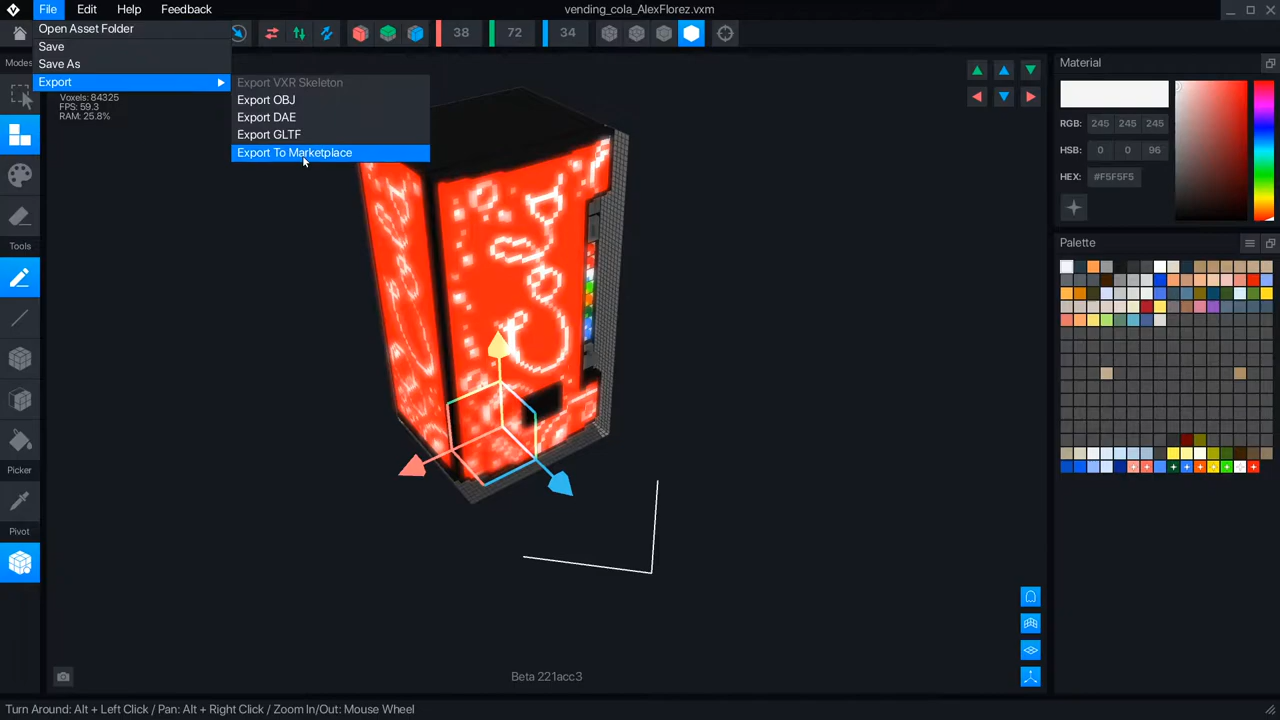 File Edit Help Feedback
vending_cola_AlexFlorez.vxm
Open Asset Folder
Save
Save As
Export
Export VXR Skeleton
Export OBJ
Export DAE
Export GLTF
Export To Marketplace
38 72 34
Modes
Voxels: 84325
FPS: 59.3
RAM: 25.8%
Tools
Picker
Pivot
Material
RGB: 245 245 245
HSB: 0 0 96
HEX: #F5F5F5
Palette
Cola
Beta 221acc3
Turn Around: Alt + Left Click / Pan: Alt + Right Click / Zoom In/Out: Mouse Wheel